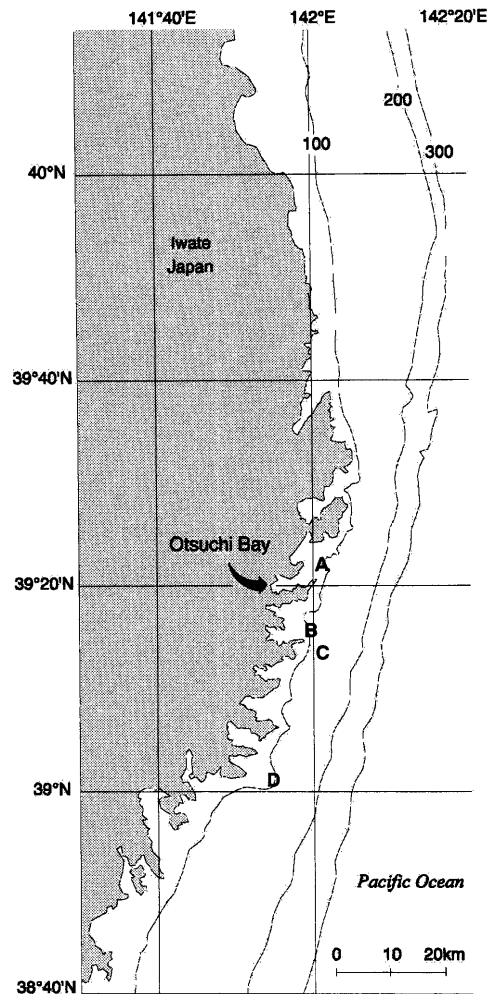 141°40'E 142°E 142°20'E
200
100
300
40°N
Iwate
Japan
39°40'N
Otsuchi Bay
A
39°20'N
B
C
D
39°N
Pacific Ocean
0 10 20km
38°40'N